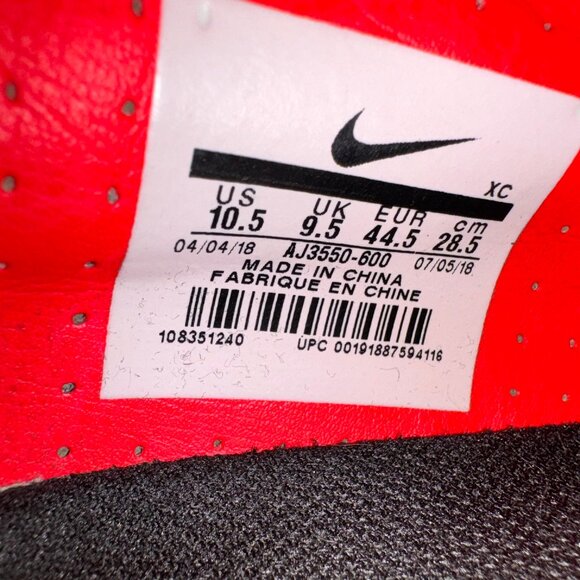 XC
US UK EUR cm
10.5 9.5 44.5 28.5
04/04/18 AJ3550-600 07/05/18
MADE IN CHINA
FABRIQUE EN CHINE
108351240 UPC 00191887594116